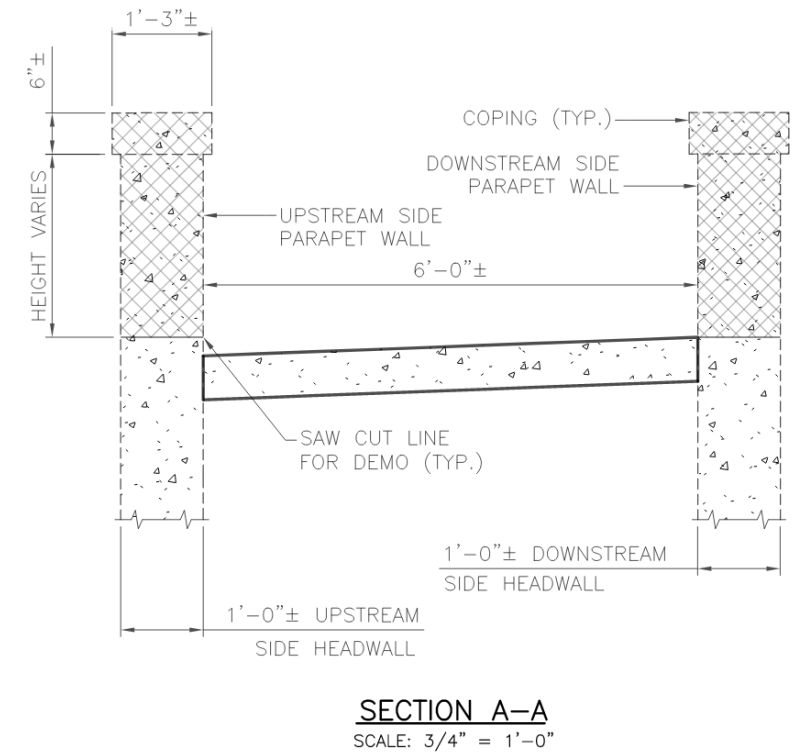 1'-3"±
6"±
HEIGHT VARIES
COPING (TYP.)
DOWNSTREAM SIDE
PARAPET WALL
UPSTREAM SIDE
PARAPET WALL
6'-0"±
SAW CUT LINE
FOR DEMO (TYP.)
1'-0"± DOWNSTREAM
SIDE HEADWALL
1'-0"± UPSTREAM
SIDE HEADWALL
SECTION A-A
SCALE: 3/4" = 1'-0"